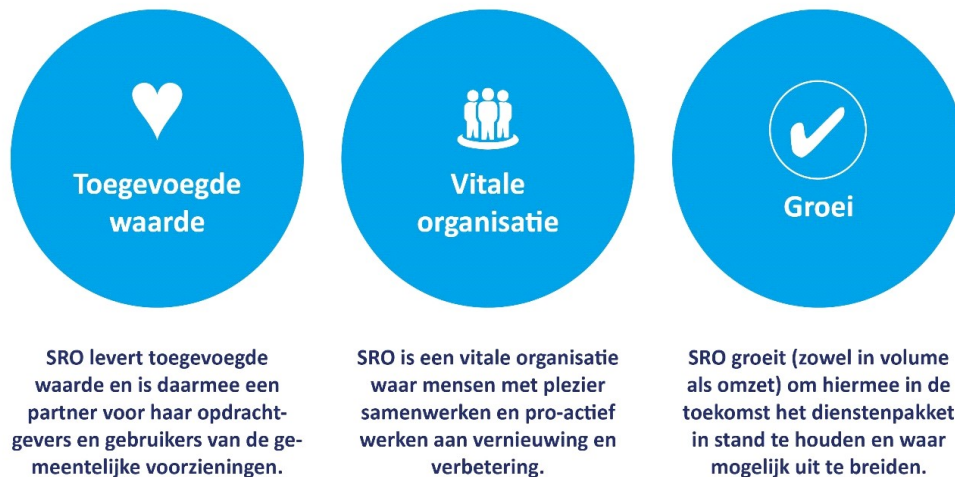 Toegevoegde
waarde
Vitale
organisatie
Groei
SRO levert toegevoegde
waarde en is daarmee een
partner voor haar opdracht-
gevers en gebruikers van de ge-
meentelijke voorzieningen.
SRO is een vitale organisatie
waar mensen met plezier
samenwerken en pro-actief
werken aan vernieuwing en
verbetering.
SRO groeit (zowel in volume
als omzet) om hiermee in de
toekomst het dienstenpakket
in stand te houden en waar
mogelijk uit te breiden.